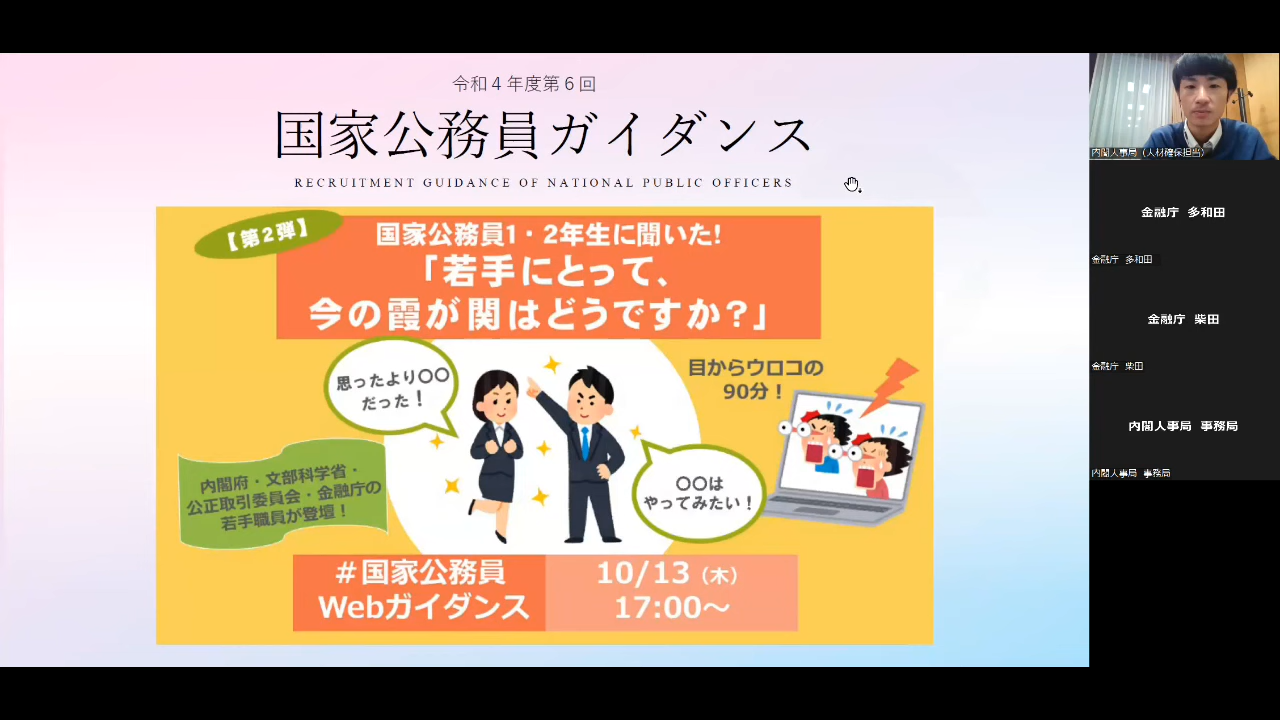 令和４年度第６回
国家公務員ガイダンス
RECRUITMENT GUIDANCE OF NATIONAL PUBLIC OFFICERS
【第2弾】
国家公務員1・2年生に聞いた!
「若手にとって、
今の霞が関はどうですか？」
思ったより〇〇
だった！
目からウロコの
90分！
内閣府・文部科学省・
公正取引委員会・金融庁の
若手職員が登壇！
〇〇は
やってみたい！
＃国家公務員
Webガイダンス
10/13（木）
17:00～
内閣人事局（人材確保担当）
金融庁 多和田
金融庁 多和田
金融庁 柴田
金融庁 柴田
内閣人事局 事務局
内閣人事局 事務局